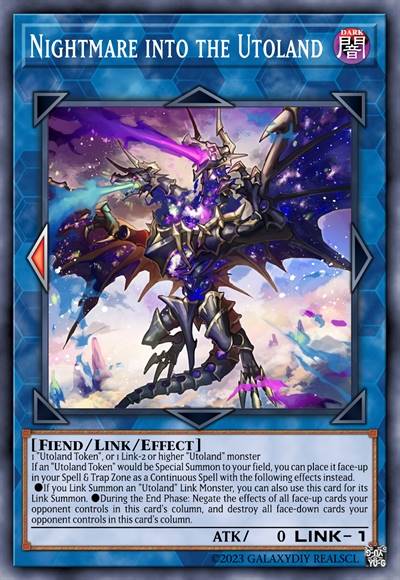 NIGHTMARE INTO THE UTOLAND
DARK
闇
[FIEND/LINK/EFFECT]
1 "Utoland Token", or 1 Link-2 or higher "Utoland" monster
If an "Utoland Token" would be Special Summon to your field, you can place it face-up
in your Spell & Trap Zone as a Continuous Spell with the following effects instead.
●If you Link Summon an "Utoland" Link Monster, you can also use this card for its
Link Summon. ●During the End Phase: Negate the effects of all face-up cards your
opponent controls in this card's column, and destroy all face-down cards your
opponent controls in this card's column.
ATK/ 0 LINK-1
©2023 GALAXYDIY REALSCL